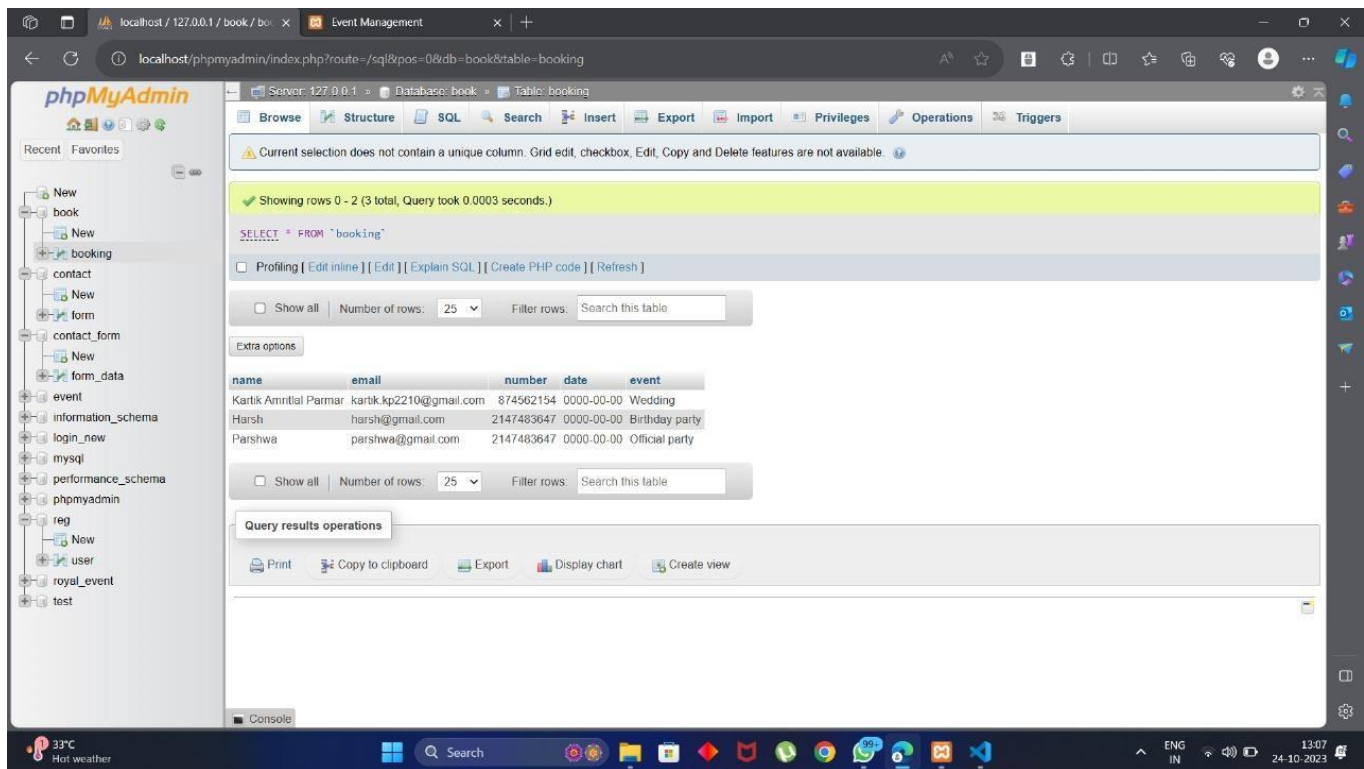 localhost / 127.0.0.1 / book / boo
Event Management
localhost/phpmyadmin/index.php?route=/sql&pos=0&db=book&table=booking
phpMyAdmin
Recent Favorites
New
book
New
booking
contact
New
form
contact_form
New
form_data
event
information_schema
login_new
mysql
performance_schema
phpmyadmin
reg
New
user
royal_event
test
Server: 127.0.0.1 » Database: book » Table: booking
Browse Structure SQL Search Insert Export Import Privileges Operations Triggers
Current selection does not contain a unique column. Grid edit, checkbox, Edit, Copy and Delete features are not available.
Showing rows 0 - 2 (3 total, Query took 0.0003 seconds.)
SELECT * FROM `booking`
Profiling [ Edit inline ] [ Edit ] [ Explain SQL ] [ Create PHP code ] [ Refresh ]
Show all Number of rows: 25 Filter rows: Search this table
Extra options
name email number date event
Kartik Amritlal Parmar kartik.kp2210@gmail.com 874562154 0000-00-00 Wedding
Harsh harsh@gmail.com 2147483647 0000-00-00 Birthday party
Parshwa parshwa@gmail.com 2147483647 0000-00-00 Official party
Show all Number of rows: 25 Filter rows: Search this table
Query results operations
Print Copy to clipboard Export Display chart Create view
Console
33°C
Hot weather
Search
99+
ENG
IN
13:07
24-10-2023